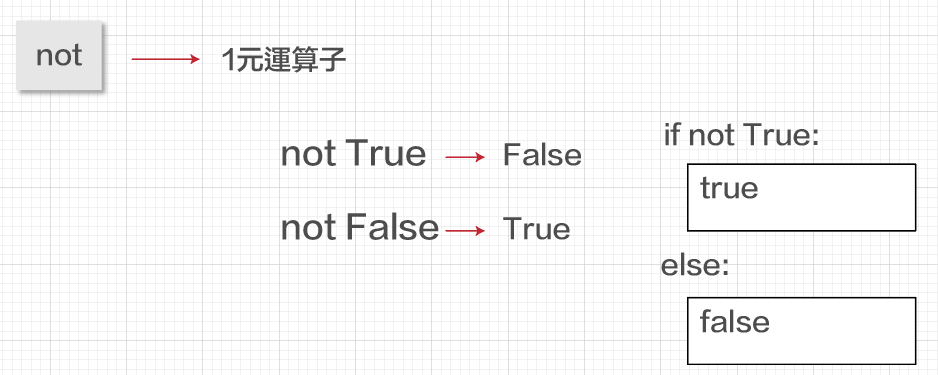 not
1元運算子
not True
False
not False
True
if not True:
true
else:
false